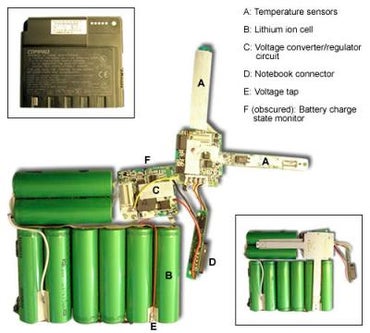 COMPAQ
A: Temperature sensors
B: Lithium ion cell
C: Voltage converter/regulator
circuit
D: Notebook connector
E: Voltage tap
F (obscured): Battery charge
state monitor
A
A
F
C
B
D
E